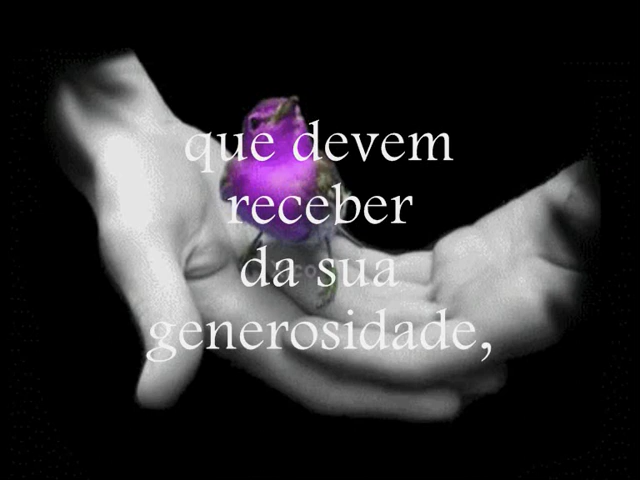 que devem
receber
da sua
generosidade,